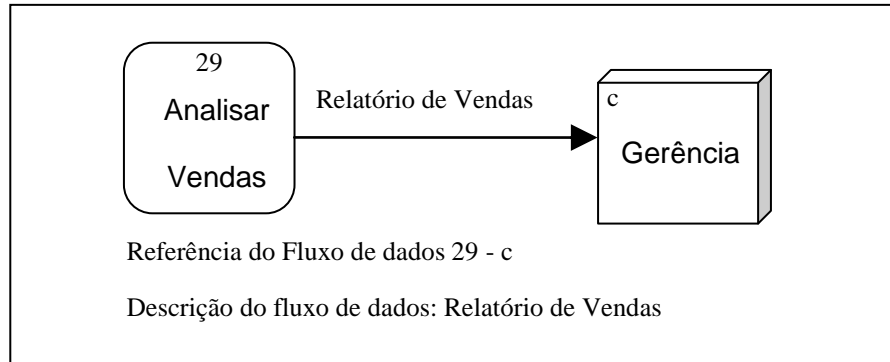 29
Analisar
Vendas
Relatório de Vendas
c
Gerência
Referência do Fluxo de dados 29 - c
Descrição do fluxo de dados: Relatório de Vendas